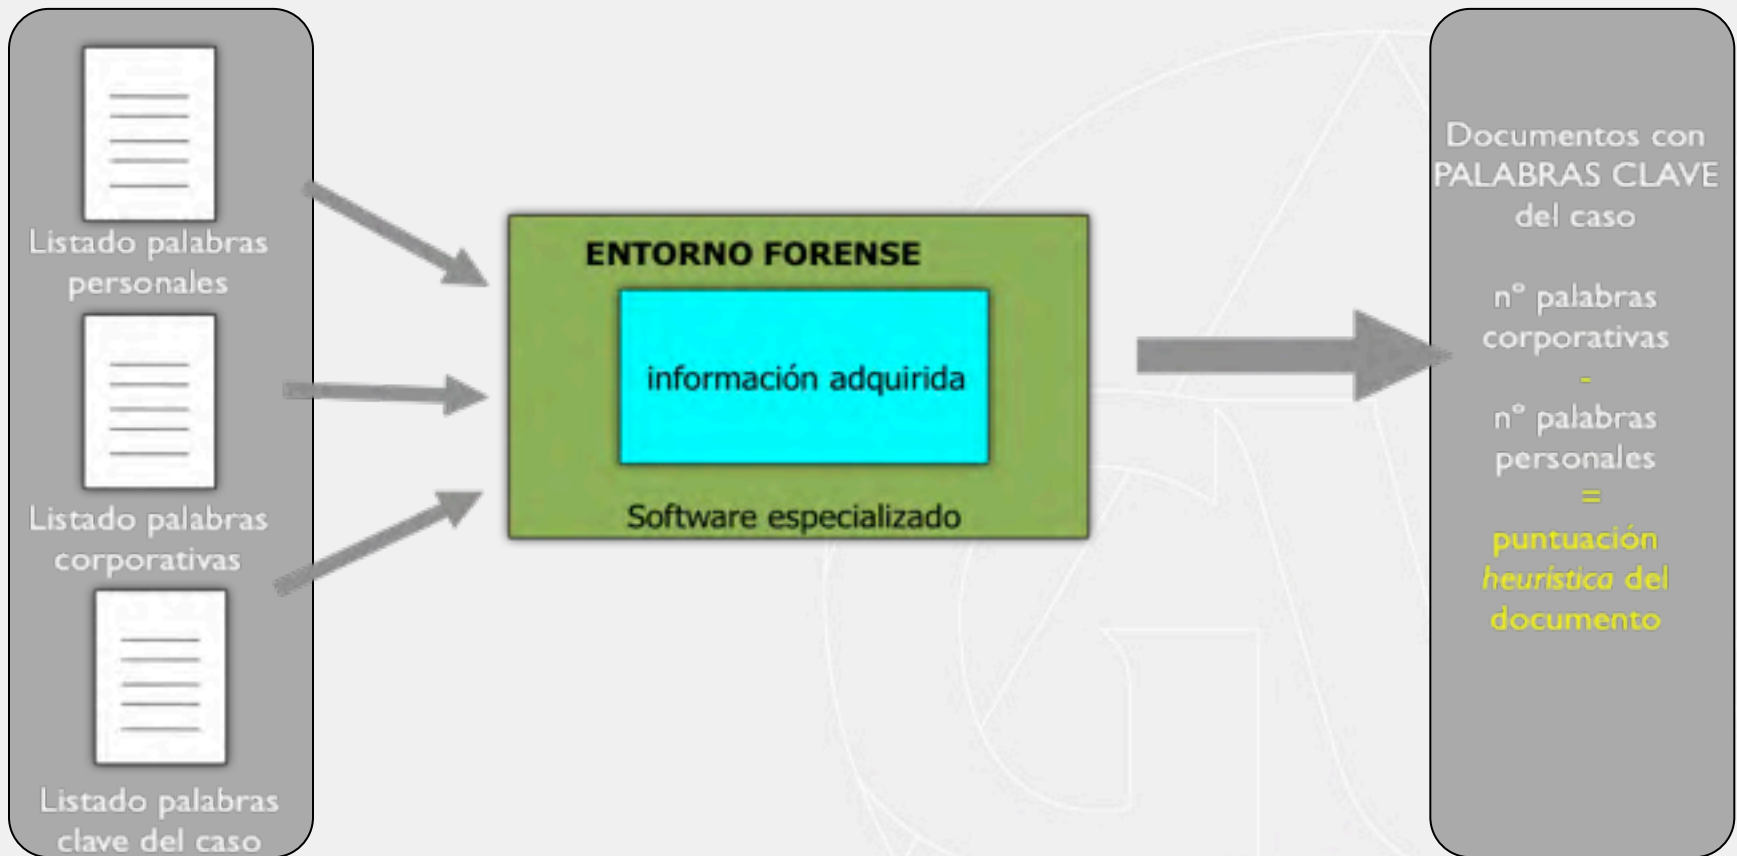 Listado palabras
personales
Listado palabras
corporativas
Listado palabras
clave del caso
ENTORNO FORENSE
información adquirida
Software especializado
Documentos con
PALABRAS CLAVE
del caso
nº palabras
corporativas
-
nº palabras
personales
=
puntuación
heurística del
documento